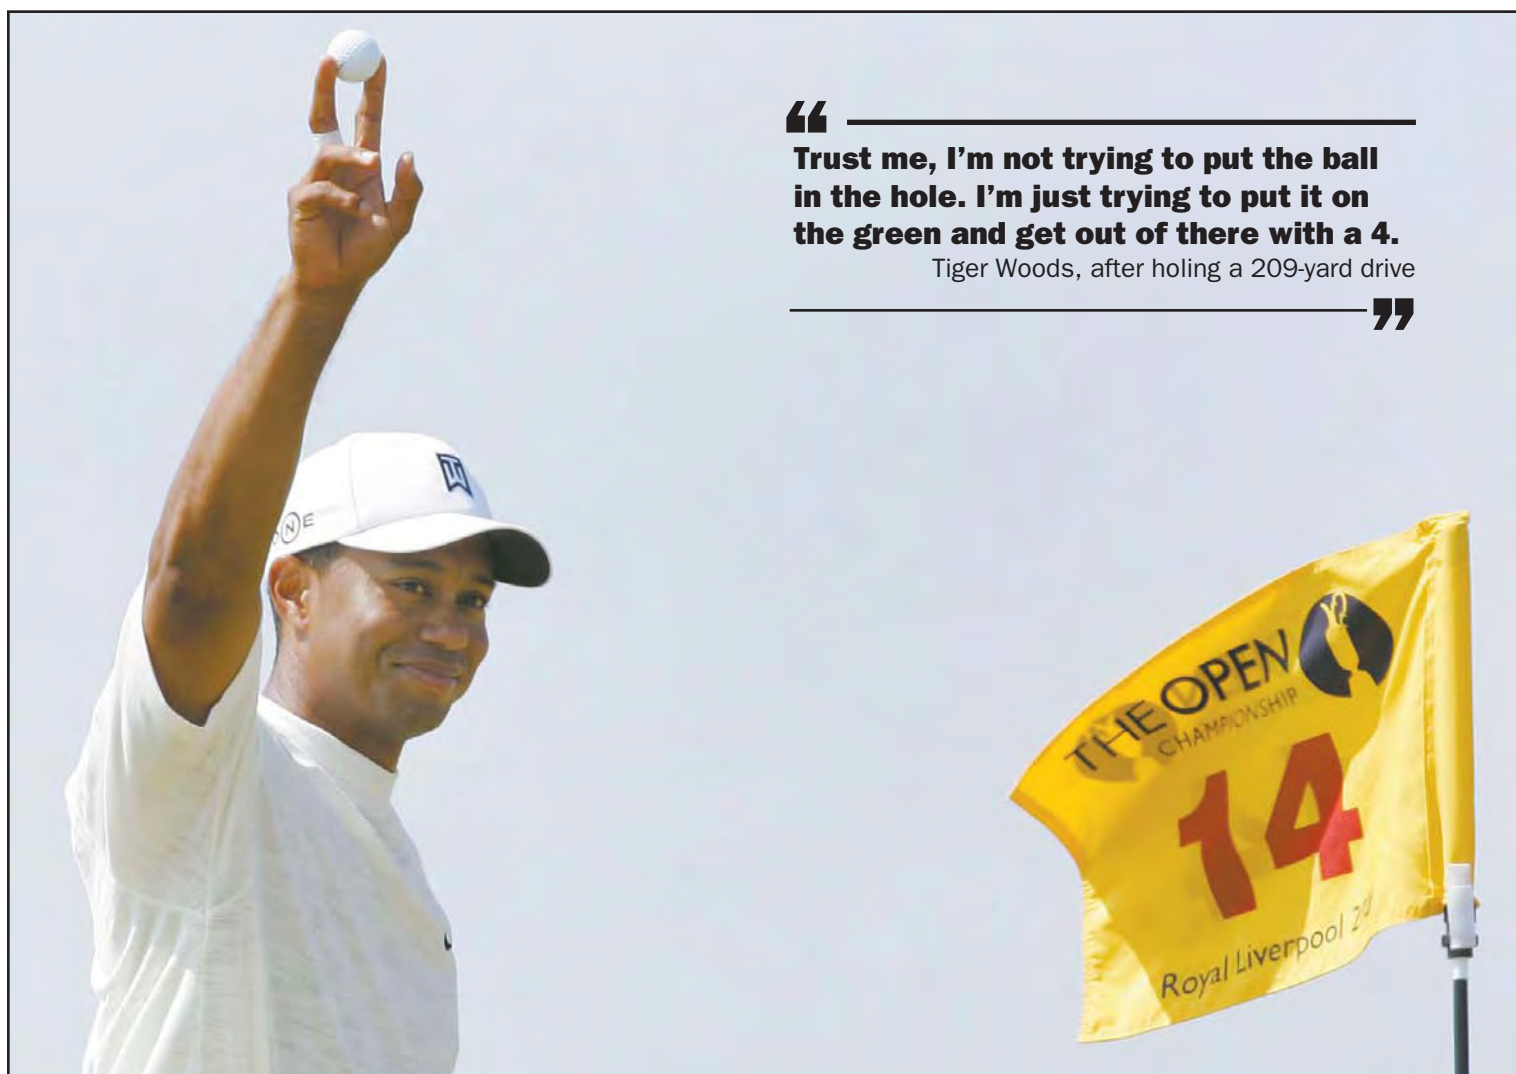 “
Trust me, I’m not trying to put the ball
in the hole. I’m just trying to put it on
the green and get out of there with a 4.
Tiger Woods, after holing a 209-yard drive
”
TW
NE
THE OPEN
CHAMPIONSHIP
14
Royal Liverpool